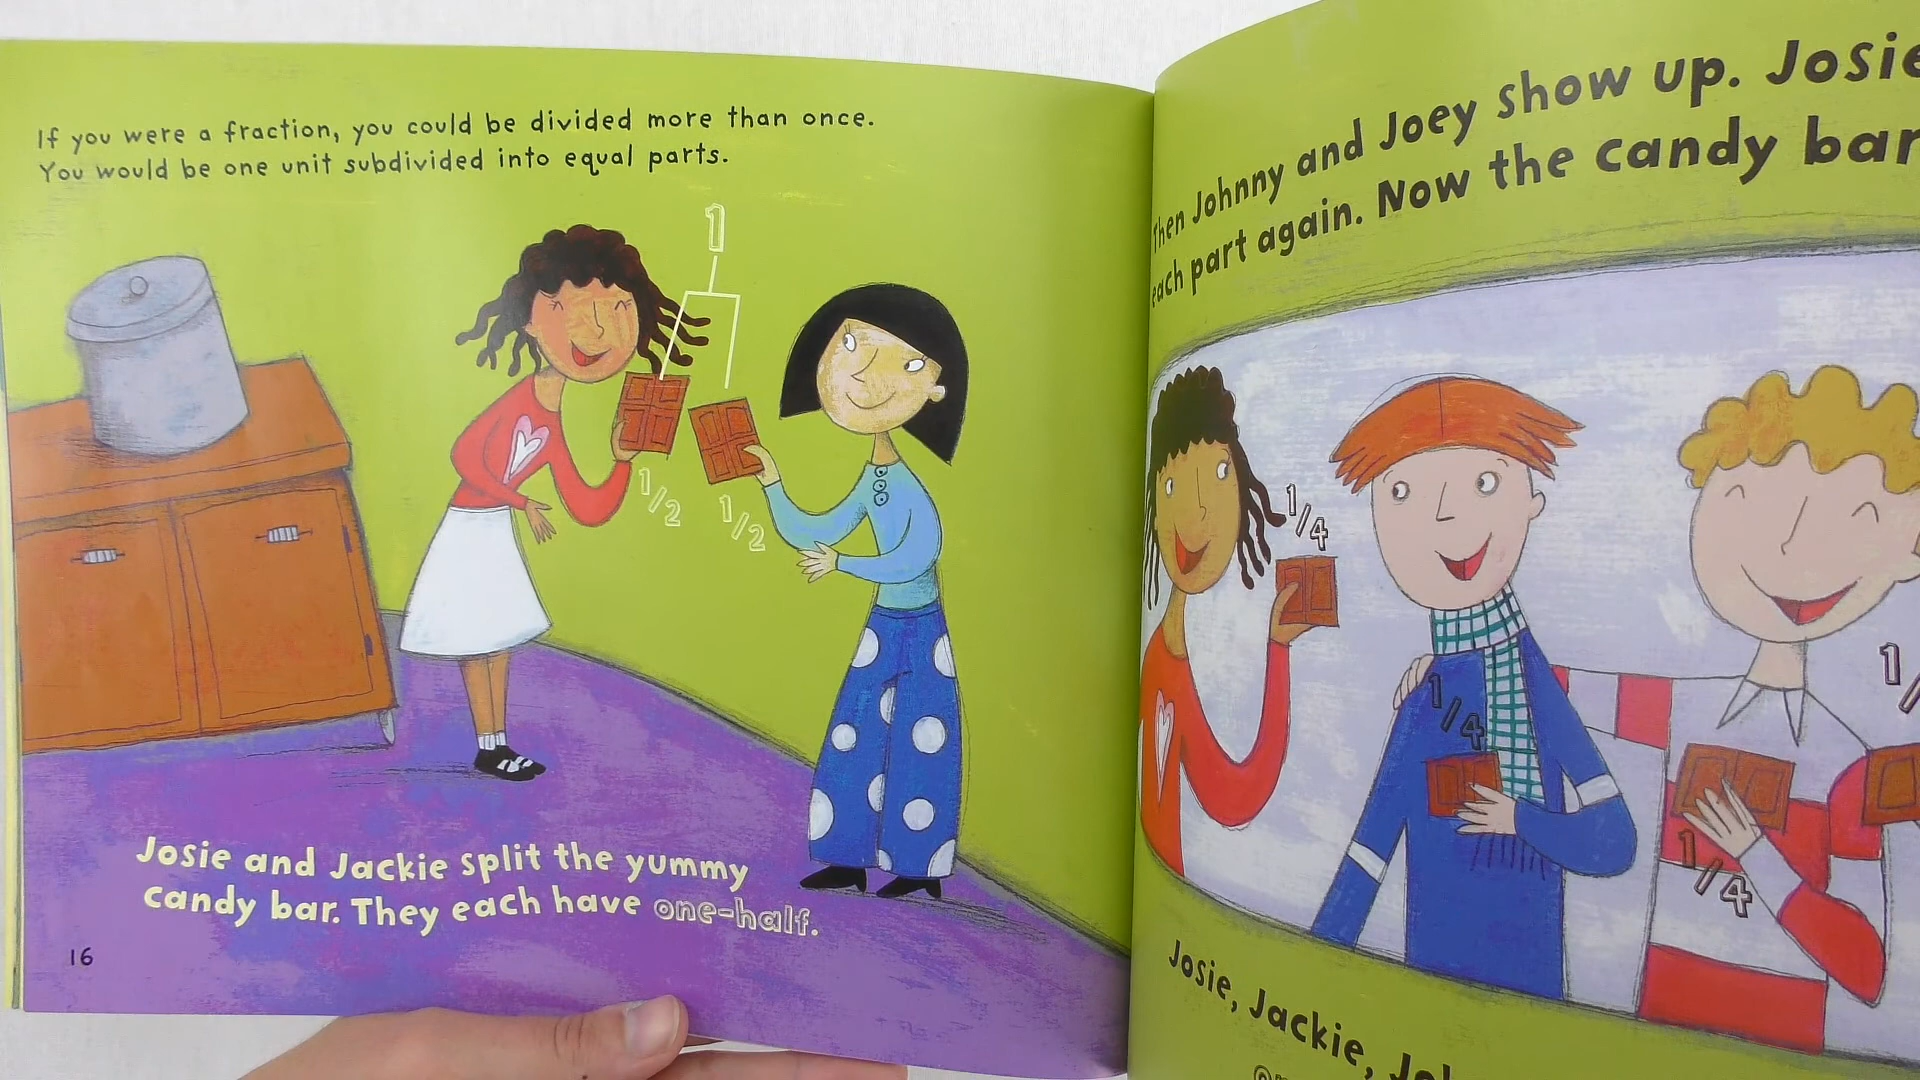 If you were a fraction, you could be divided more than once.
You would be one unit subdivided into equal parts.
1
1/2
1/2
Josie and Jackie split the yummy
candy bar. They each have one-half.
16
Then Johnny and Joey show up. Josie
each part again. Now the candy bar
1/4
1/4
1/4
1/
Josie, Jackie,